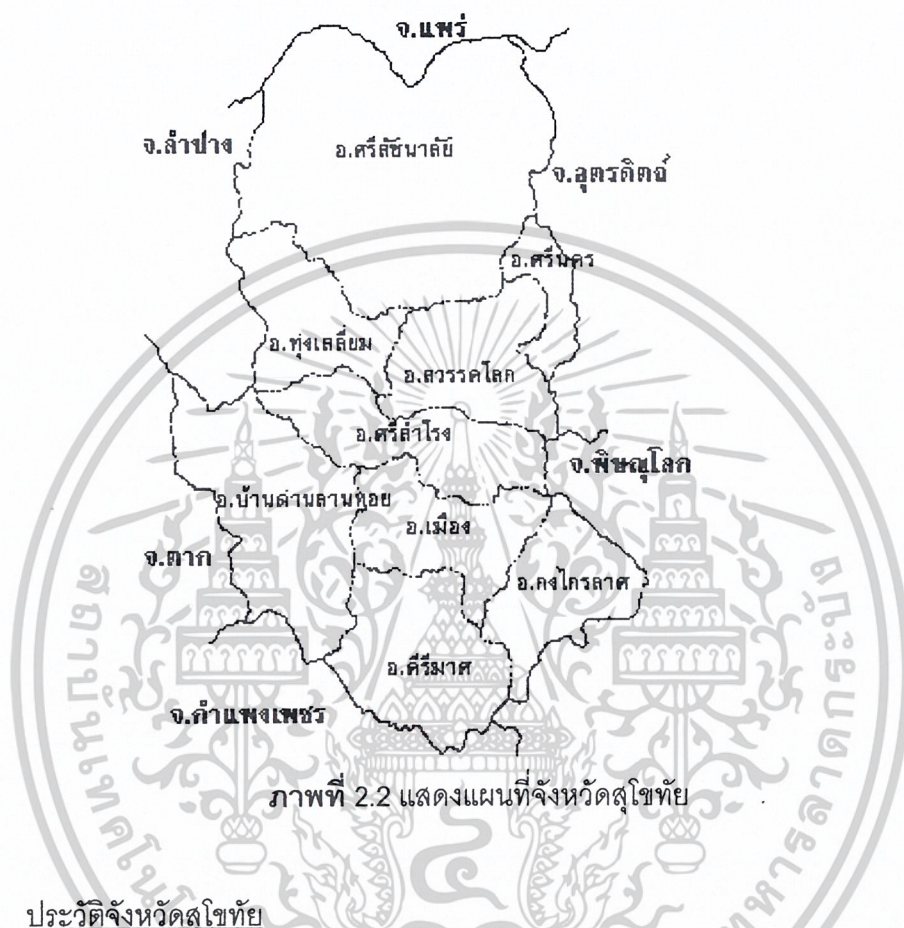 จ.แพร่
จ.ลำปาง
อ.ศรีสัชนาลัย
จ.อุตรดิตถ์
อ.ศรีนคร
อ.ทุ่งเสลี่ยม
อ.สวรรคโลก
อ.ศรีสำโรง
จ.พิษณุโลก
อ.บ้านด่านลานหอย
อ.เมือง
จ.ตาก
อ.กงไกรลาศ
อ.คีรีมาศ
จ.กำแพงเพชร
ภาพที่ 2.2 แสดงแผนที่จังหวัดสุโขทัย
ประวัติจังหวัดสุโขทัย